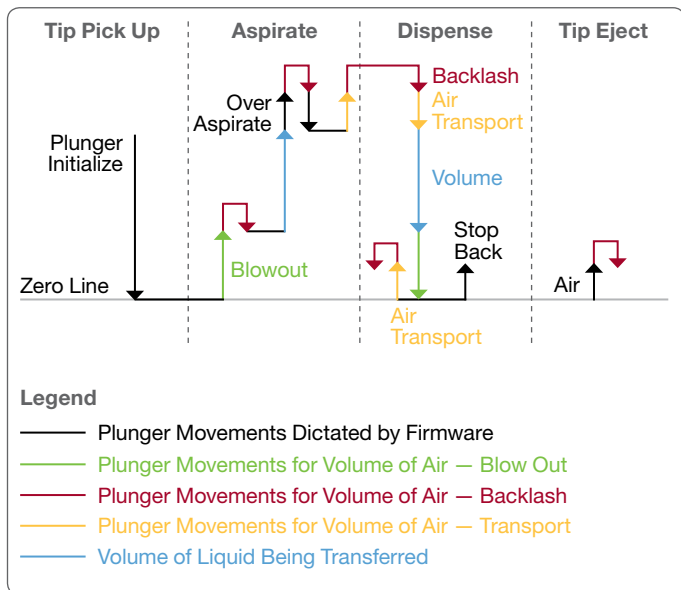 Tip Pick Up
Aspirate
Dispense
Tip Eject
Plunger
Initialize
Over
Aspirate
Backlash
Air
Transport
Volume
Blowout
Stop
Back
Zero Line
Air
Air
Transport
Legend
Plunger Movements Dictated by Firmware
Plunger Movements for Volume of Air — Blow Out
Plunger Movements for Volume of Air — Backlash
Plunger Movements for Volume of Air — Transport
Volume of Liquid Being Transferred